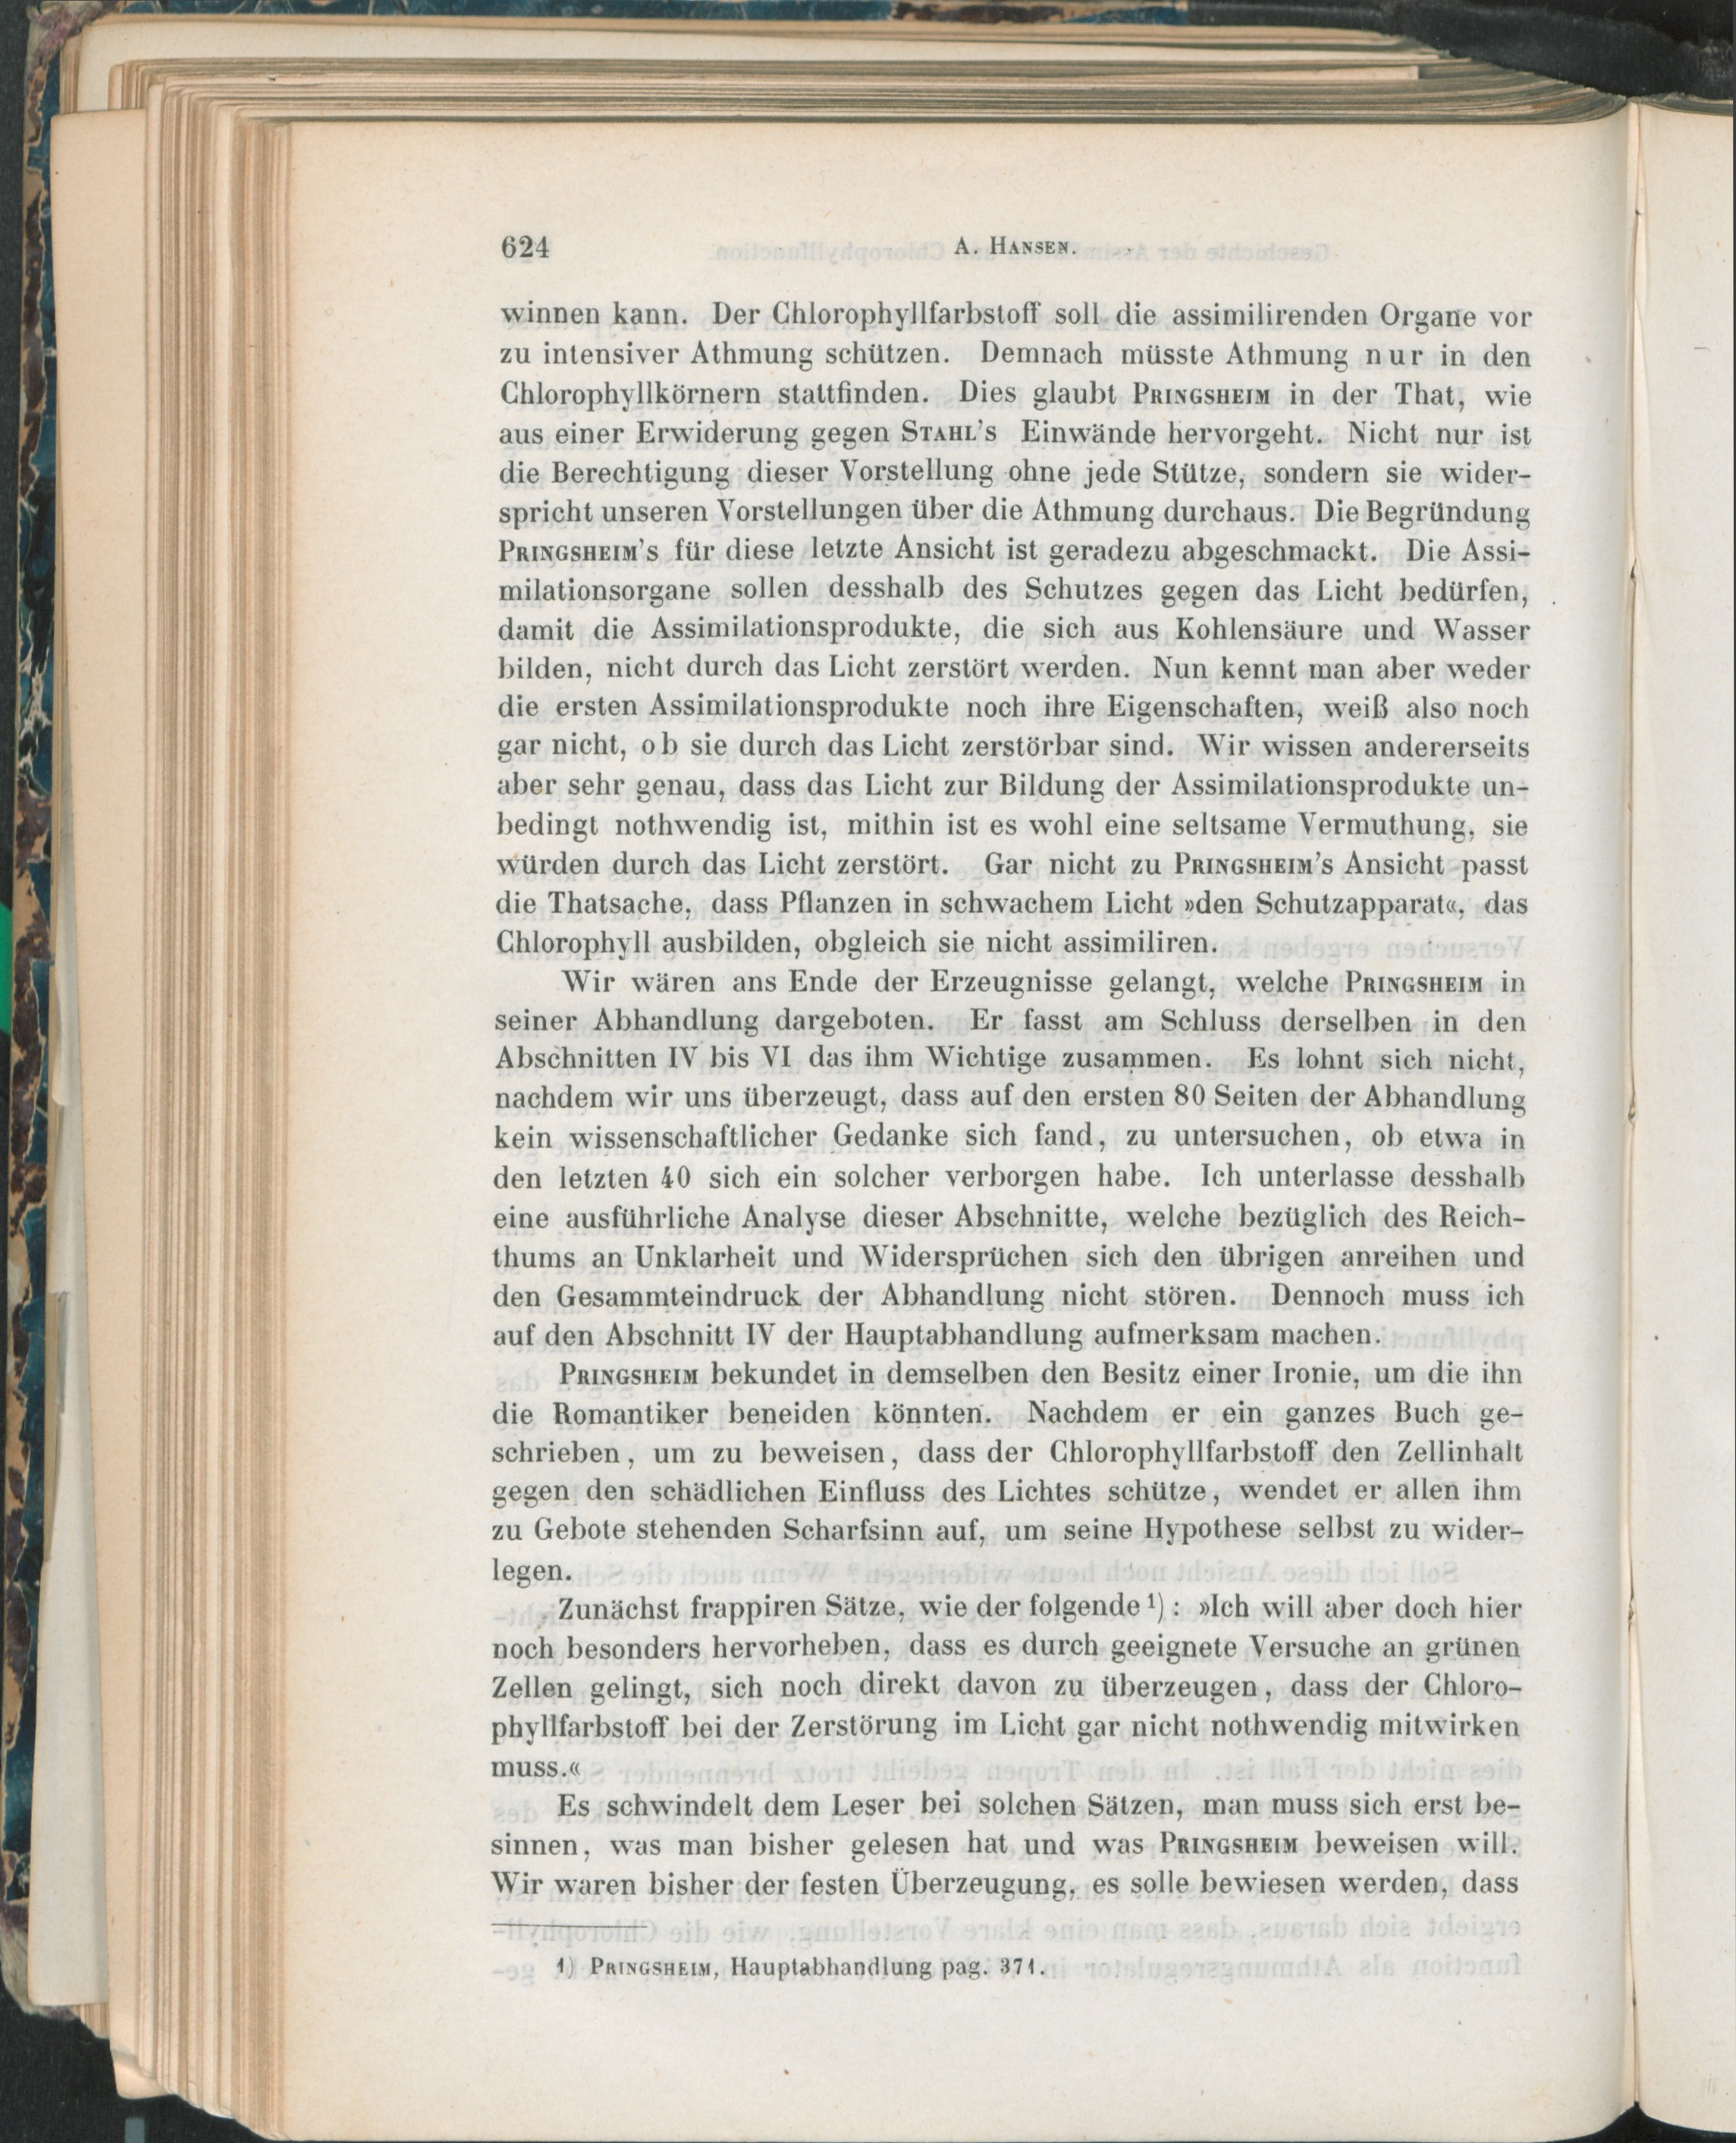 624
A. Hansen.
winnen kann. Der Chlorophyllfarbstoff soll die assimilirenden Organe vor
zu intensiver Athmung schützen. Demnach müsste Athmung nur in den
Chlorophyllkörnern stattfinden. Dies glaubt Pringsheim in der That, wie
aus einer Erwiderung gegen Stahl's Einwände hervorgeht. Nicht nur ist
die Berechtigung dieser Vorstellung ohne jede Stütze, sondern sie wider-
spricht unseren Vorstellungen über die Athmung durchaus. Die Begründung
Pringsheim's für diese letzte Ansicht ist geradezu abgeschmackt. Die Assi-
milationsorgane sollen desshalb des Schutzes gegen das Licht bedürfen,
damit die Assimilationsprodukte, die sich aus Kohlensäure und Wasser
bilden, nicht durch das Licht zerstört werden. Nun kennt man aber weder
die ersten Assimilationsprodukte noch ihre Eigenschaften, weiß also noch
gar nicht, ob sie durch das Licht zerstörbar sind. Wir wissen andererseits
aber sehr genau, dass das Licht zur Bildung der Assimilationsprodukte un-
bedingt nothwendig ist, mithin ist es wohl eine seltsame Vermuthung, sie
würden durch das Licht zerstört. Gar nicht zu Pringsheim's Ansicht passt
die Thatsache, dass Pflanzen in schwachem Licht »den Schutzapparat«, das
Chlorophyll ausbilden, obgleich sie nicht assimiliren.
Wir wären ans Ende der Erzeugnisse gelangt, welche Pringsheim in
seiner Abhandlung dargeboten. Er fasst am Schluss derselben in den
Abschnitten IV bis VI das ihm Wichtige zusammen. Es lohnt sich nicht,
nachdem wir uns überzeugt, dass auf den ersten 80 Seiten der Abhandlung
kein wissenschaftlicher Gedanke sich fand, zu untersuchen, ob etwa in
den letzten 40 sich ein solcher verborgen habe. Ich unterlasse desshalb
eine ausführliche Analyse dieser Abschnitte, welche bezüglich des Reich-
thums an Unklarheit und Widersprüchen sich den übrigen anreihen und
den Gesammteindruck der Abhandlung nicht stören. Dennoch muss ich
auf den Abschnitt IV der Hauptabhandlung aufmerksam machen.
Pringsheim bekundet in demselben den Besitz einer Ironie, um die ihn
die Romantiker beneiden könnten. Nachdem er ein ganzes Buch ge-
schrieben, um zu beweisen, dass der Chlorophyllfarbstoff den Zellinhalt
gegen den schädlichen Einfluss des Lichtes schütze, wendet er allen ihm
zu Gebote stehenden Scharfsinn auf, um seine Hypothese selbst zu wider-
legen.
Zunächst frappiren Sätze, wie der folgende ¹): »Ich will aber doch hier
noch besonders hervorheben, dass es durch geeignete Versuche an grünen
Zellen gelingt, sich noch direkt davon zu überzeugen, dass der Chloro-
phyllfarbstoff bei der Zerstörung im Licht gar nicht nothwendig mitwirken
muss.«
Es schwindelt dem Leser bei solchen Sätzen, man muss sich erst be-
sinnen, was man bisher gelesen hat und was Pringsheim beweisen will.
Wir waren bisher der festen Überzeugung, es solle bewiesen werden, dass
1) Pringsheim, Hauptabhandlung pag. 371.